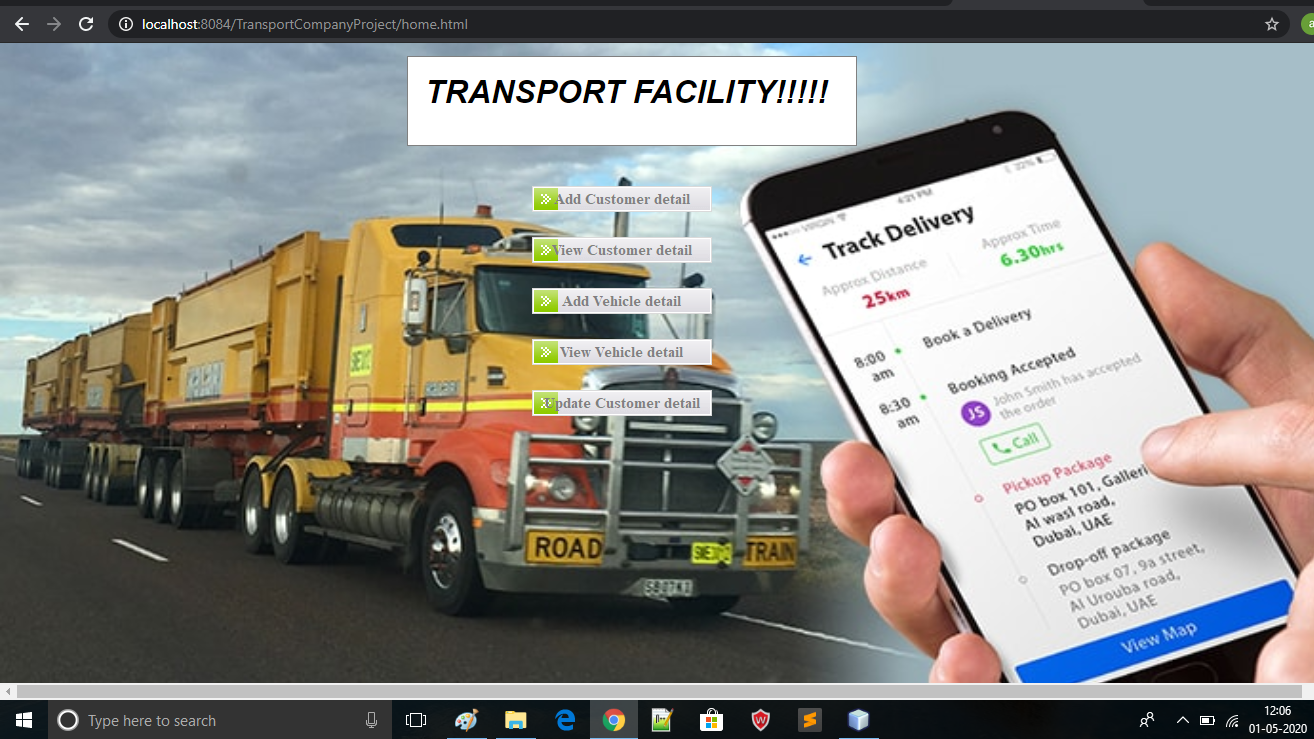 localhost:8084/TransportCompanyProject/home.html
TRANSPORT FACILITY!!!!!
Add Customer detail
View Customer detail
Add Vehicle detail
View Vehicle detail
Update Customer detail
ROAD
TRAIN
4:21 PM
Track Delivery
Approx Distance
25km
Approx Time
6.30hrs
8:00
am
Book a Delivery
8:30
am
Booking Accepted
JS
John Smith has accepted
the order
Call
Pickup Package
PO box 101, Galleri
Al wasl road,
Dubai, UAE
Drop-off package
PO box 07, 9a street,
Al Urouba road,
Dubai, UAE
View Map
Type here to search
12:06
01-05-2020